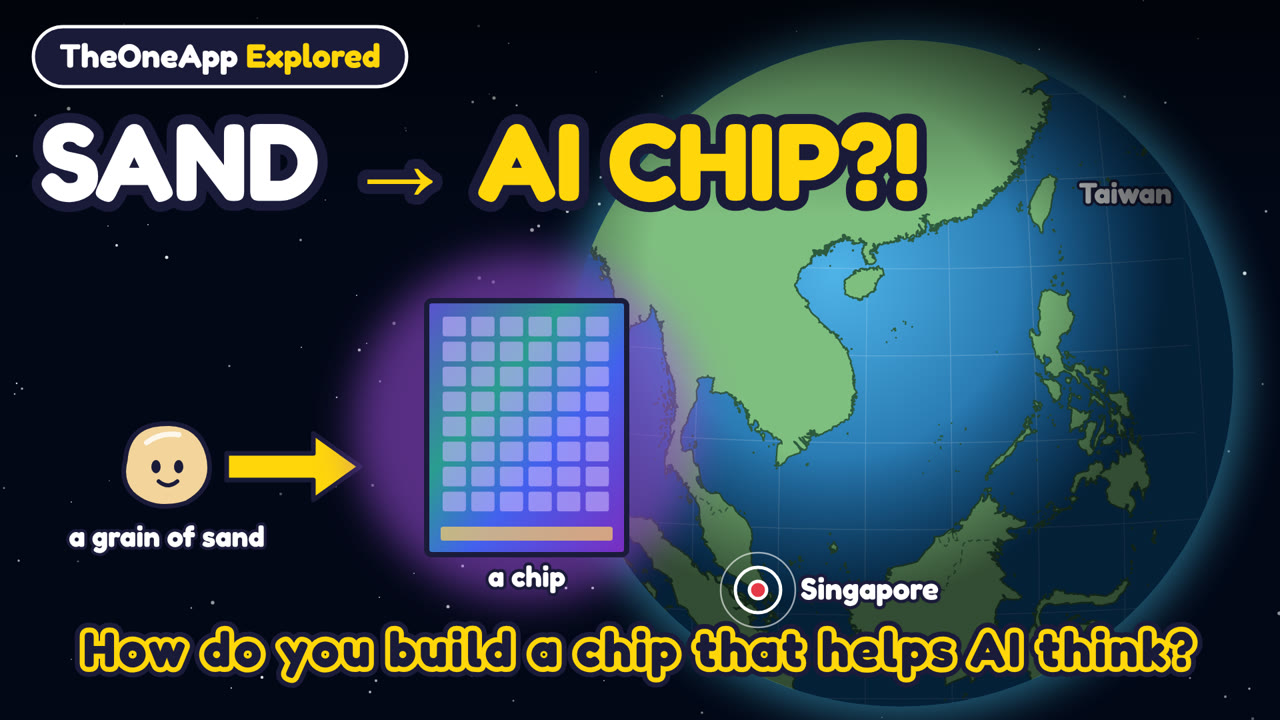 TheOneApp Explored
SAND → AI CHIP?!
Taiwan
a grain of sand
a chip
Singapore
How do you build a chip that helps AI think?